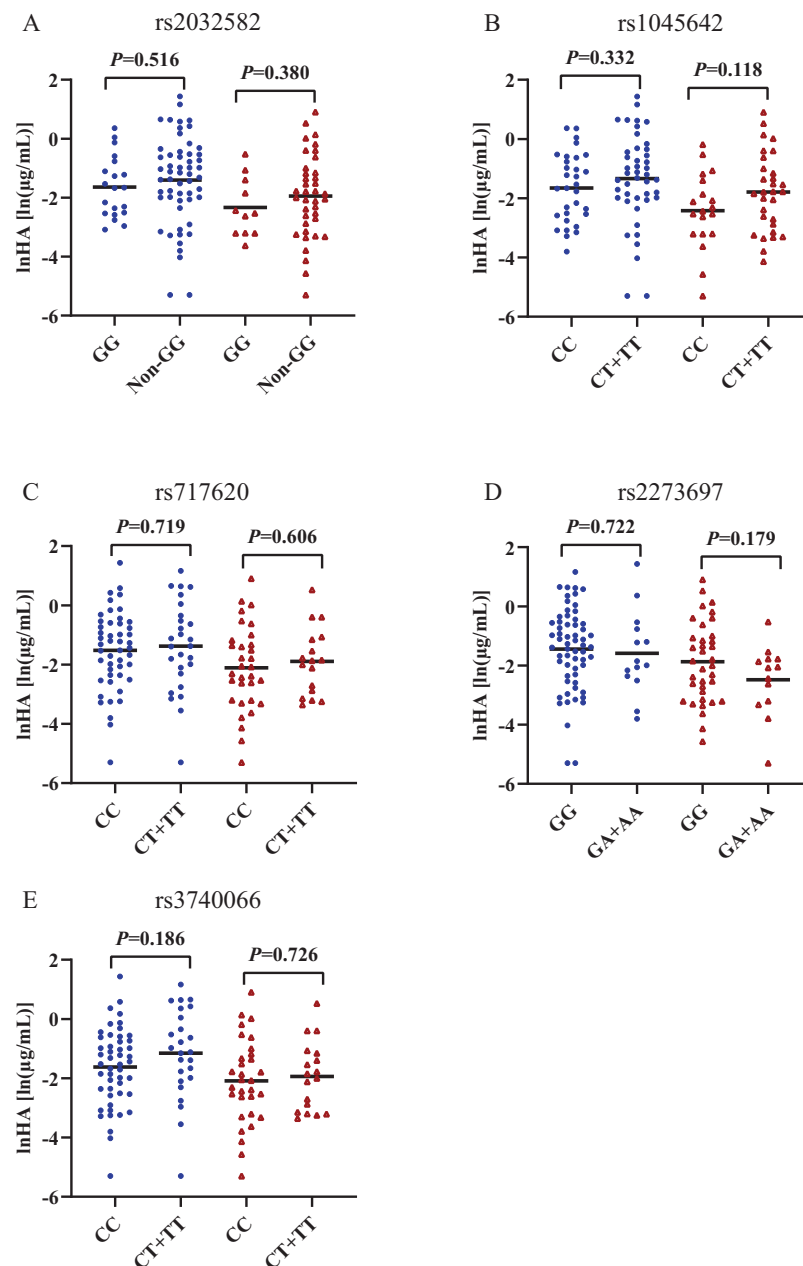 A rs2032582
P=0.516
P=0.380
lnHA [ln(μg/mL)]
2
0
-2
-4
-6
GG
Non-GG
GG
Non-GG
B rs1045642
P=0.332
P=0.118
lnHA [ln(μg/mL)]
2
0
-2
-4
-6
CC
CT+TT
CC
CT+TT
C rs717620
P=0.719
P=0.606
lnHA [ln(μg/mL)]
2
0
-2
-4
-6
CC
CT+TT
CC
CT+TT
D rs2273697
P=0.722
P=0.179
lnHA [ln(μg/mL)]
2
0
-2
-4
-6
GG
GA+AA
GG
GA+AA
E rs3740066
P=0.186
P=0.726
lnHA [ln(μg/mL)]
2
0
-2
-4
-6
CC
CT+TT
CC
CT+TT